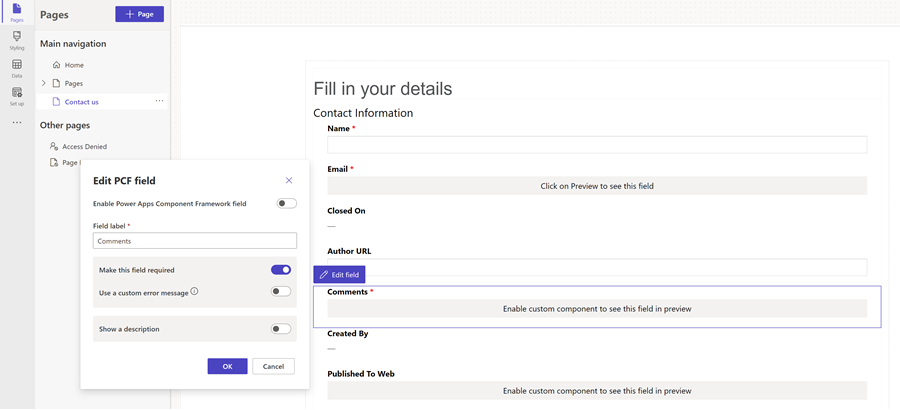 Pages
Styling
Data
Set up
Pages
+ Page
Main navigation
Home
Pages
Contact us
Other pages
Access Denied
Page
Edit PCF field
Enable Power Apps Component Framework field
Field label *
Comments
Make this field required
Use a custom error message
Show a description
OK
Cancel
Fill in your details
Contact Information
Name *
Email *
Click on Preview to see this field
Closed On
—
Author URL
Edit field
Comments *
Enable custom component to see this field in preview
Created By
—
Published To Web
Enable custom component to see this field in preview